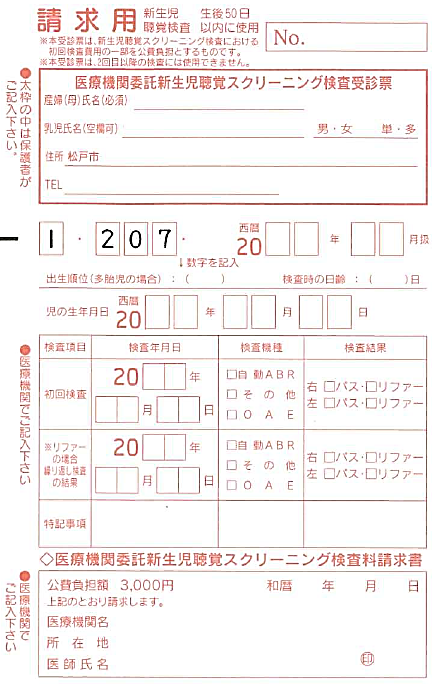 請求用 新生児聴覚検査 生後50日以内に使用
No.
※本受診票は、新生児聴覚スクリーニング検査における
初回検査費用の一部を公費負担とするものです。
※本受診票は、2回目以降の検査には使用できません。
●太枠の中は保護者がご記入下さい。
医療機関委託新生児聴覚スクリーニング検査受診票
産婦(母)氏名(必須)
乳児氏名(空欄可) 男・女 単・多
住所 松戸市
TEL
1・207・ 西暦 20 年 月扱
↓数字を記入
出生順位(多胎児の場合):( ) 検査時の日齢:( )日
児の生年月日 西暦 20 年 月 日
●医療機関でご記入下さい
検査項目 検査年月日 検査機種 検査結果
初回検査 20 年 月 日 □自動ABR □その他 □OAE 右 □パス・□リファー 左 □パス・□リファー
※リファーの場合繰り返し検査の結果 20 年 月 日 □自動ABR □その他 □OAE 右 □パス・□リファー 左 □パス・□リファー
特記事項
◇医療機関委託新生児聴覚スクリーニング検査料請求書
●医療機関でご記入下さい
公費負担額 3,000円 和暦 年 月 日
上記のとおり請求します。
医療機関名
所在地
医師氏名 ㊞